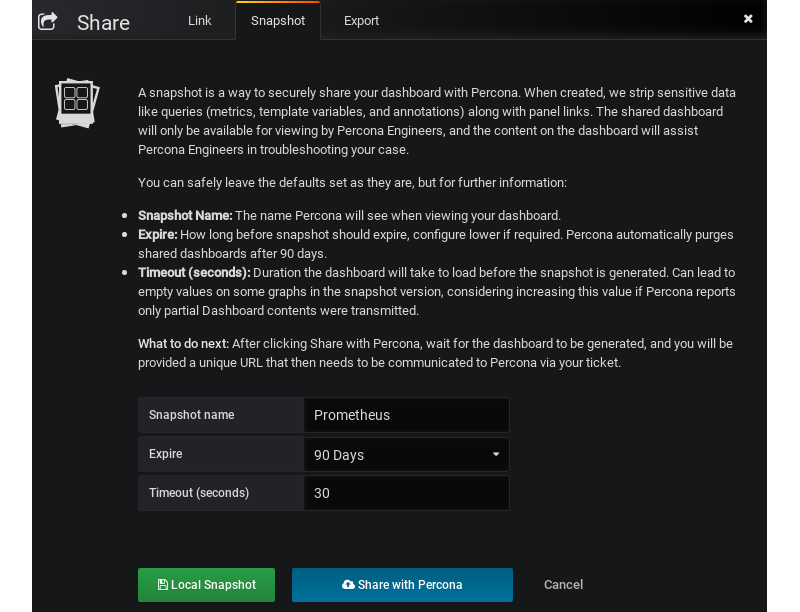 Share
Link
Snapshot
Export
A snapshot is a way to securely share your dashboard with Percona. When created, we strip sensitive data
like queries (metrics, template variables, and annotations) along with panel links. The shared dashboard
will only be available for viewing by Percona Engineers, and the content on the dashboard will assist
Percona Engineers in troubleshooting your case.
You can safely leave the defaults set as they are, but for further information:
Snapshot Name: The name Percona will see when viewing your dashboard.
Expire: How long before snapshot should expire, configure lower if required. Percona automatically purges
shared dashboards after 90 days.
Timeout (seconds): Duration the dashboard will take to load before the snapshot is generated. Can lead to
empty values on some graphs in the snapshot version, considering increasing this value if Percona reports
only partial Dashboard contents were transmitted.
What to do next: After clicking Share with Percona, wait for the dashboard to be generated, and you will be
provided a unique URL that then needs to be communicated to Percona via your ticket.
Snapshot name
Prometheus
Expire
90 Days
Timeout (seconds)
30
Local Snapshot
Share with Percona
Cancel